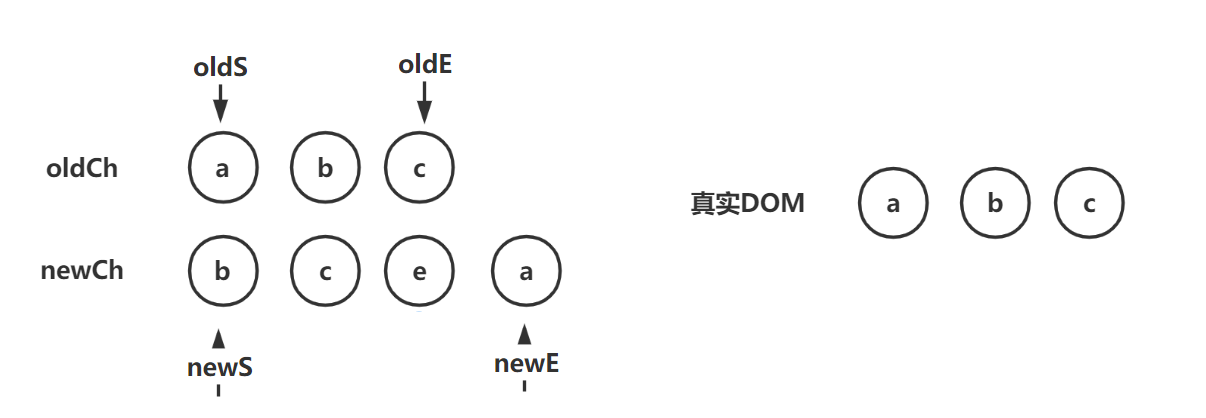 oldS oldE
oldCh a b c
真实DOM a b c
newCh b c e a
newS newE